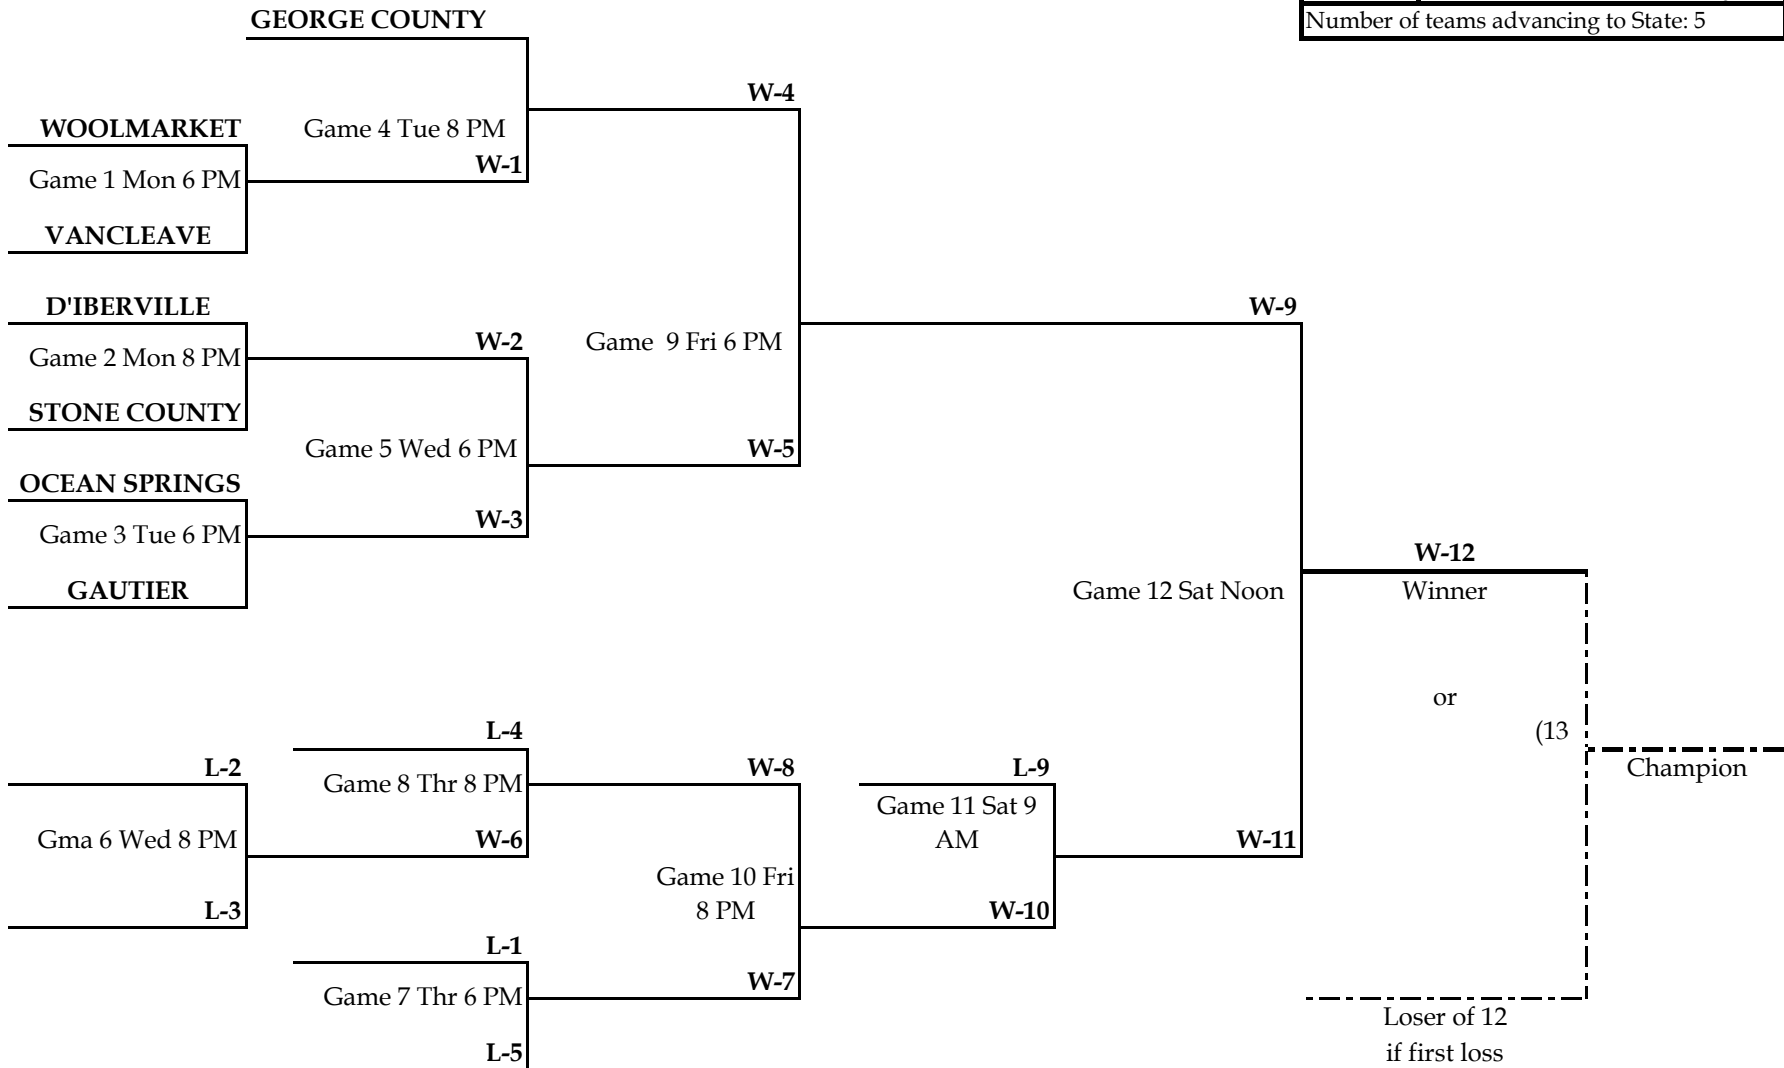 GEORGE COUNTY
Number of teams advancing to State: 5
W-4
WOOLMARKET
Game 4 Tue 8 PM
W-1
Game 1 Mon 6 PM
VANCLEAVE
D'IBERVILLE
W-9
W-2
Game  9 Fri 6 PM
Game 2 Mon 8 PM
STONE COUNTY
Game 5 Wed 6 PM
W-5
OCEAN SPRINGS
W-3
Game 3 Tue 6 PM
W-12
GAUTIER
Game 12 Sat Noon
Winner
or
L-4
(13
L-2
Game 8 Thr 8 PM
W-8
L-9
Champion
Game 11 Sat 9
AM
Gma 6 Wed 8 PM
W-6
W-11
Game 10 Fri
8 PM
L-3
W-10
L-1
W-7
Game 7 Thr 6 PM
Loser of 12
if first loss
L-5